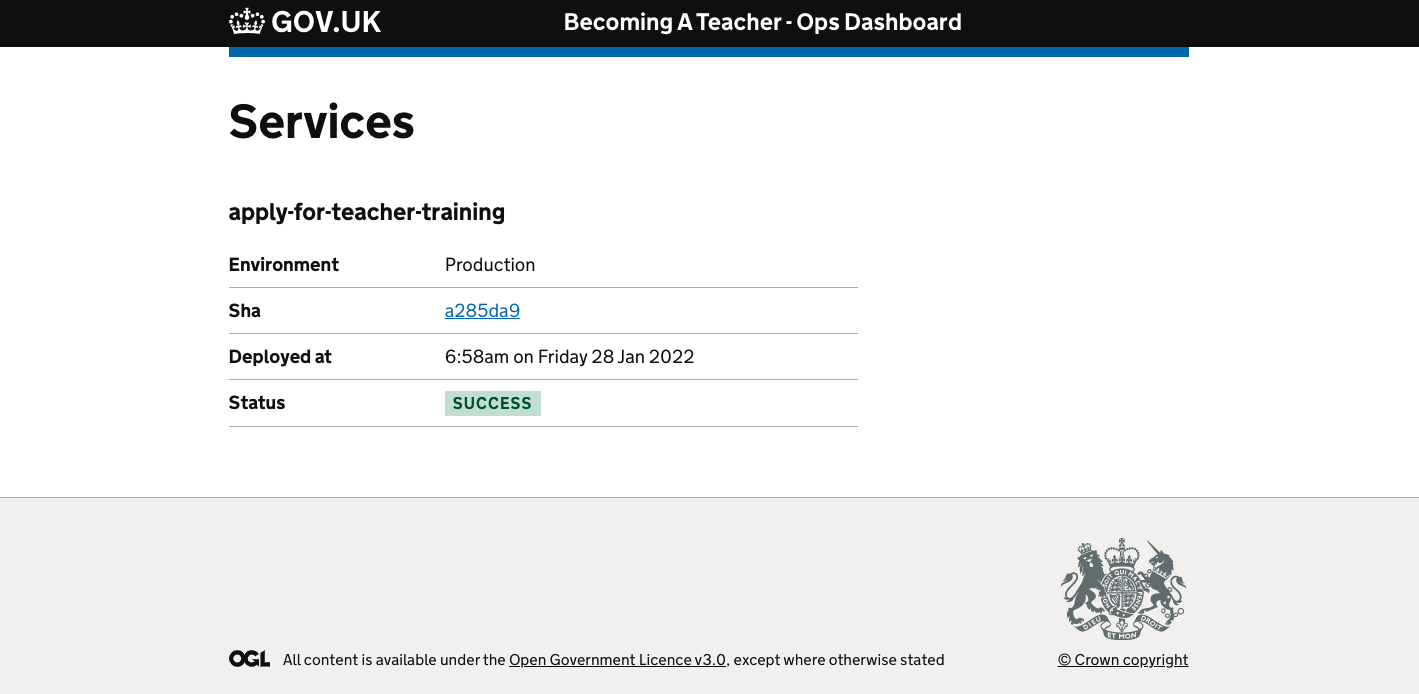 GOV.UK Becoming A Teacher - Ops Dashboard
Services
apply-for-teacher-training
Environment Production
Sha a285da9
Deployed at 6:58am on Friday 28 Jan 2022
Status SUCCESS
DIEU ET MON DROIT
OGL All content is available under the Open Government Licence v3.0, except where otherwise stated © Crown copyright